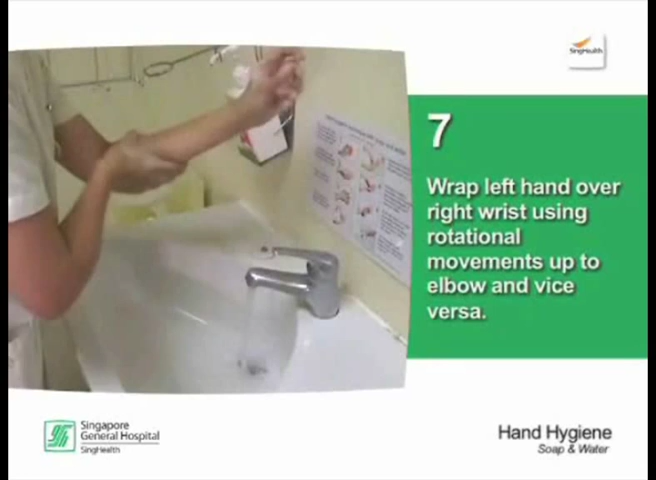 SingHealth
7
Wrap left hand over
right wrist using
rotational
movements up to
elbow and vice
versa.
Singapore
General Hospital
SingHealth
Hand Hygiene
Soap & Water